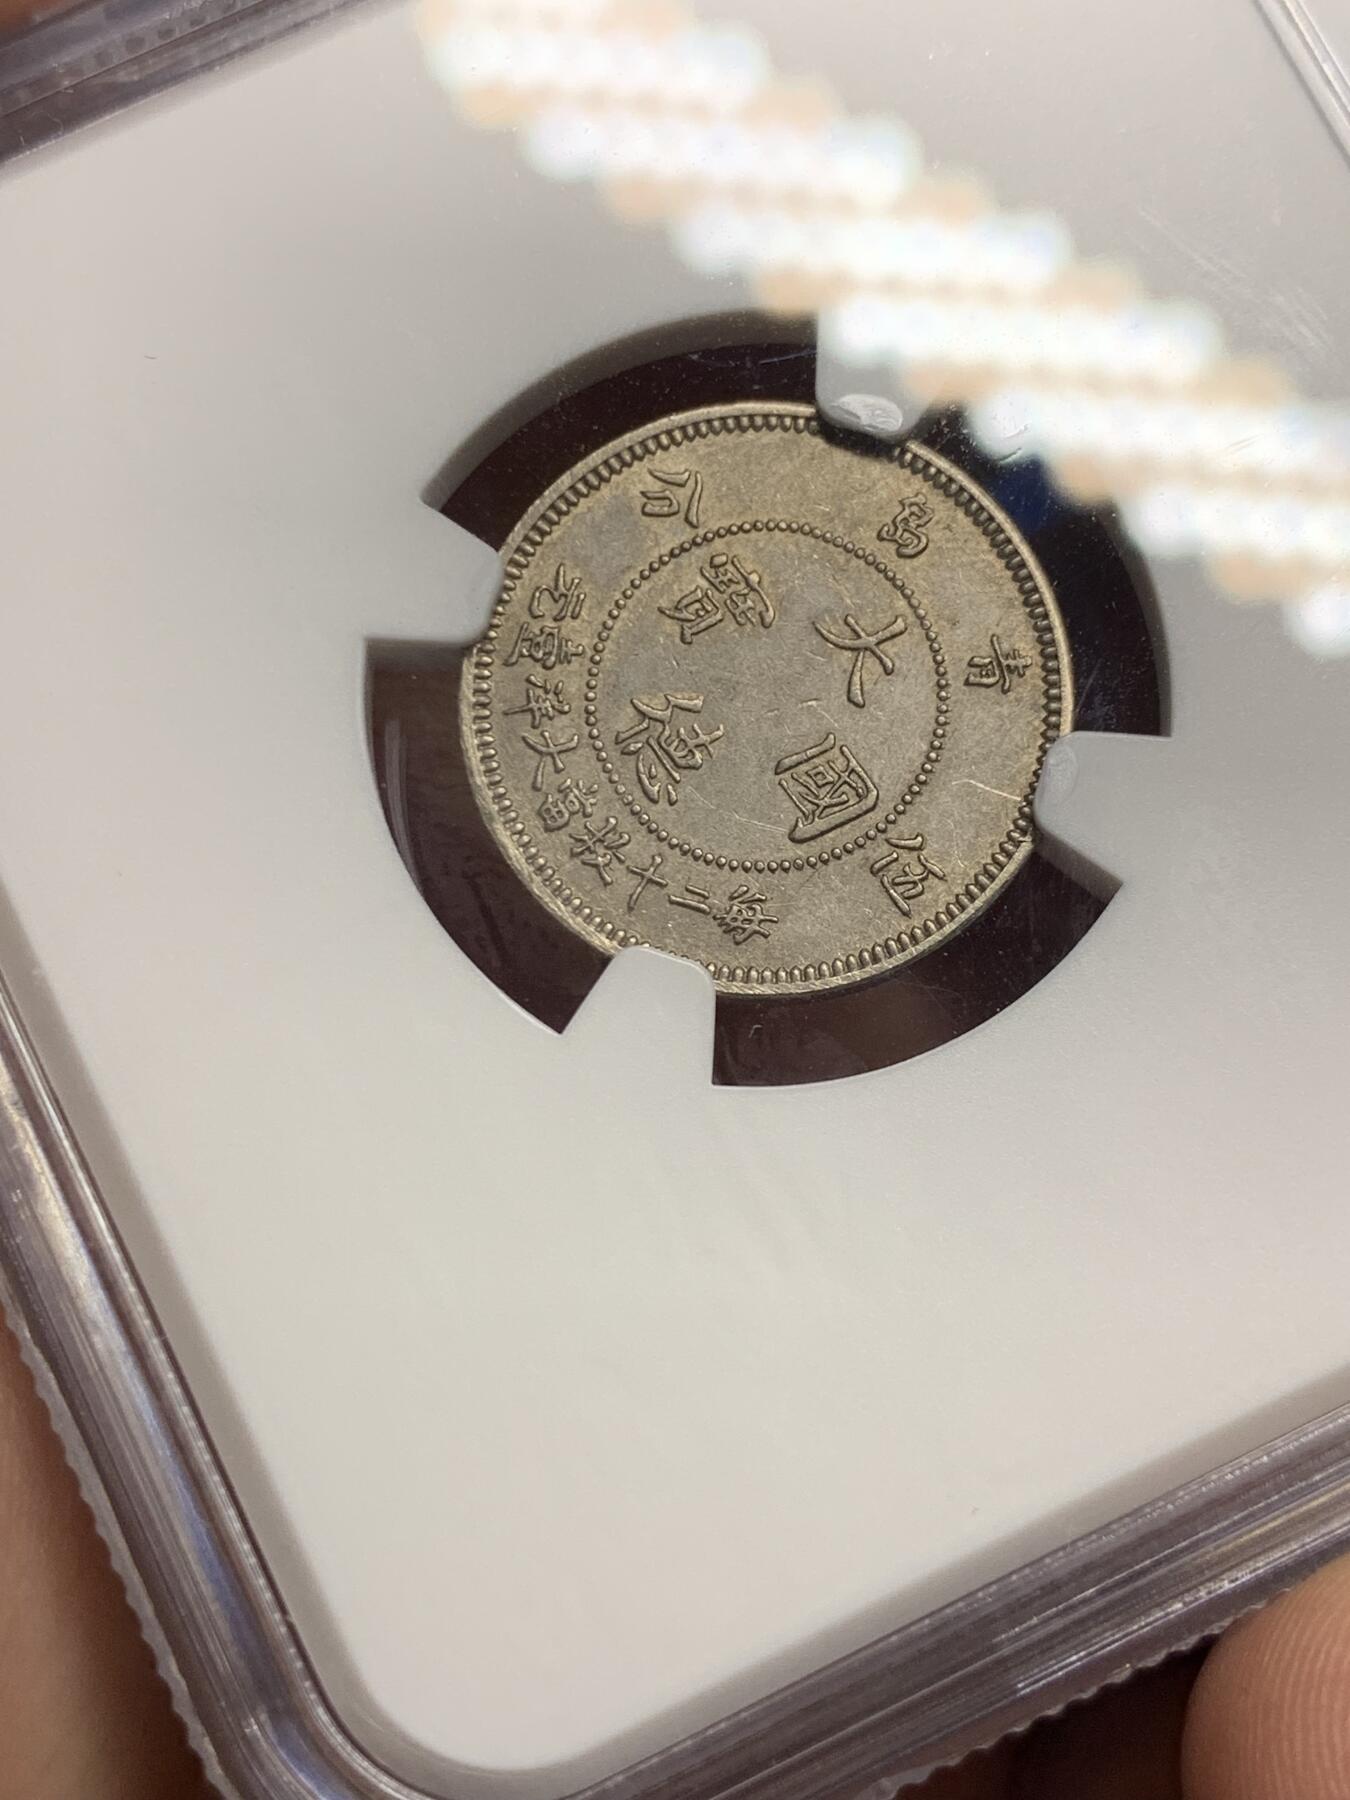 青島
伍分
大德國寶
每二十枚當大洋壹元